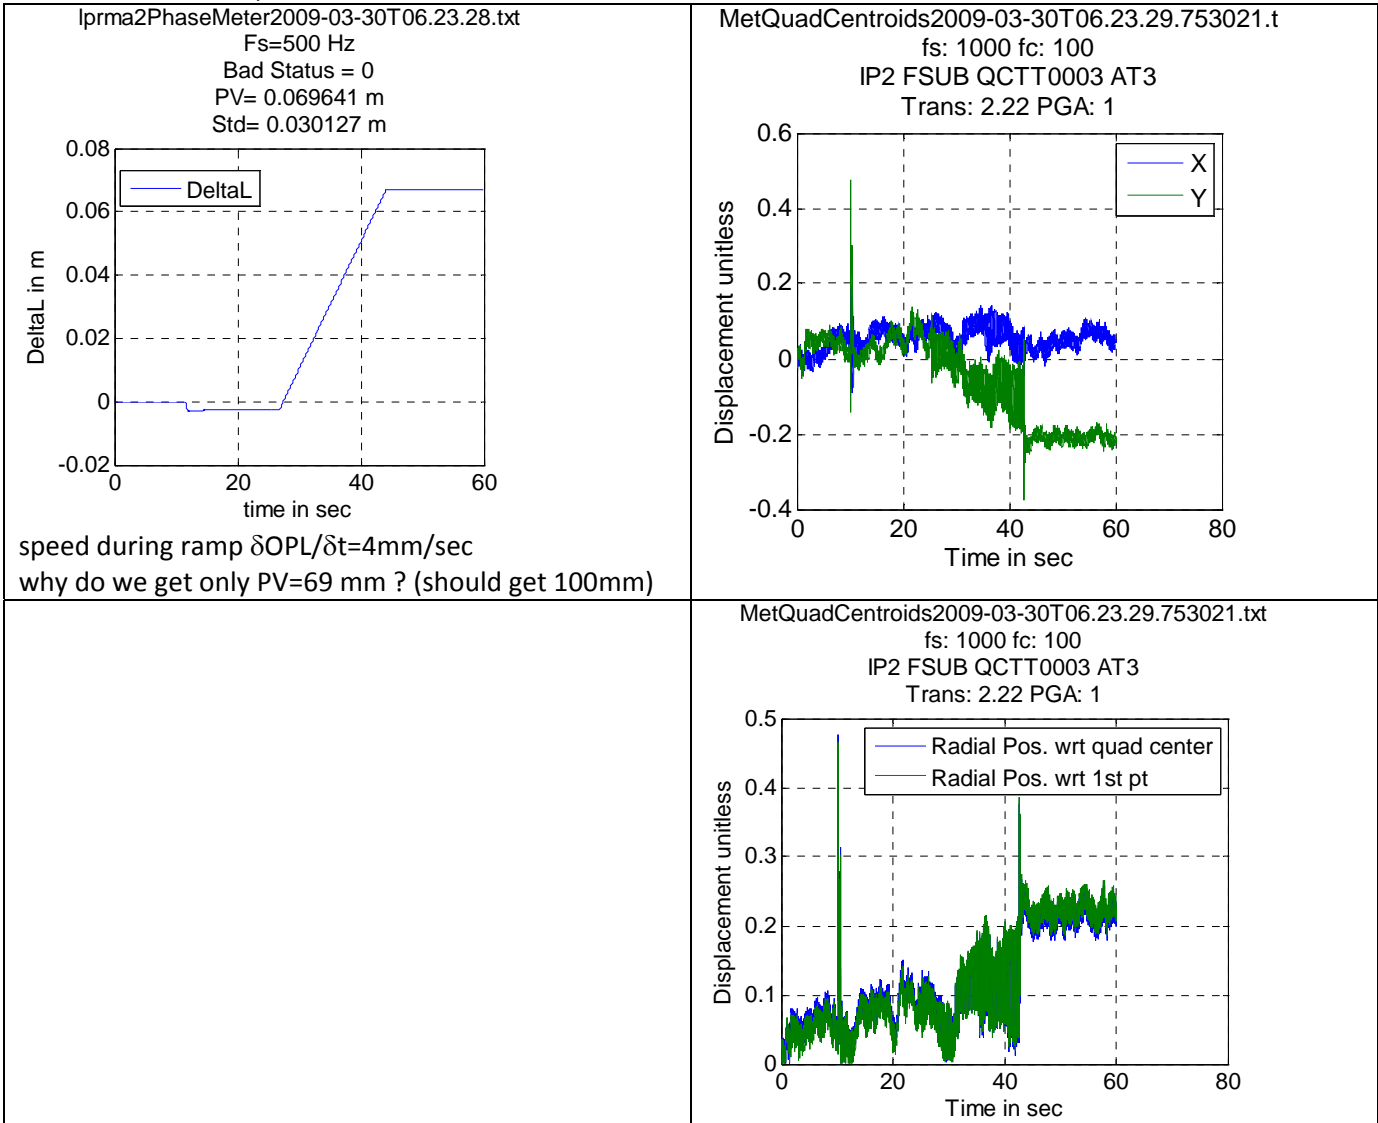 lprma2PhaseMeter2009-03-30T06.23.28.txt
Fs=500 Hz
Bad Status = 0
PV= 0.069641 m
Std= 0.030127 m
0.08
0.06
0.04
0.02
0
-0.02
DeltaL in m
DeltaL
0 20 40 60
time in sec
speed during ramp δOPL/δt=4mm/sec
why do we get only PV=69 mm ? (should get 100mm)
MetQuadCentroids2009-03-30T06.23.29.753021.t
fs: 1000 fc: 100
IP2 FSUB QCTT0003 AT3
Trans: 2.22 PGA: 1
0.6
0.4
0.2
0
-0.2
-0.4
Displacement unitless
X
Y
0 20 40 60 80
Time in sec
MetQuadCentroids2009-03-30T06.23.29.753021.txt
fs: 1000 fc: 100
IP2 FSUB QCTT0003 AT3
Trans: 2.22 PGA: 1
0.5
0.4
0.3
0.2
0.1
0
Displacement unitless
Radial Pos. wrt quad center
Radial Pos. wrt 1st pt
0 20 40 60 80
Time in sec